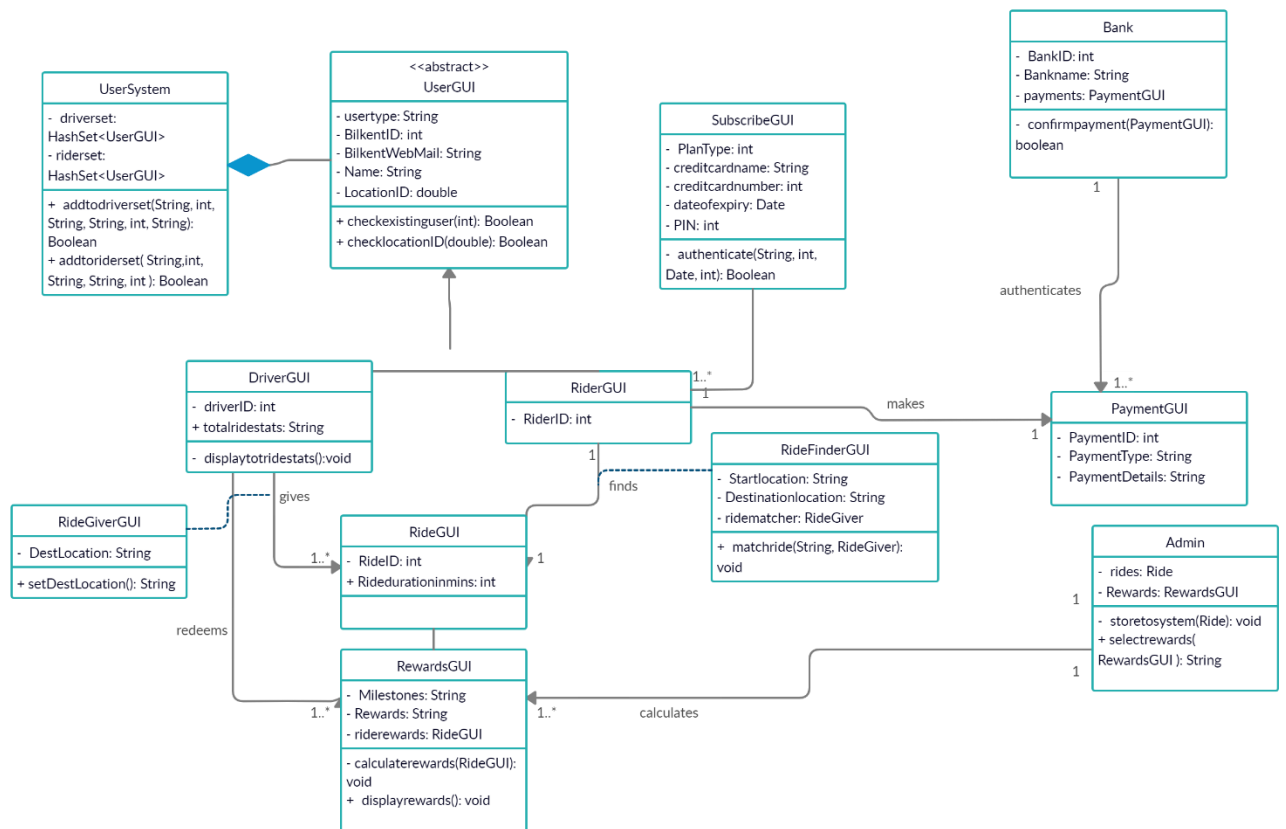 UserSystem
- driverset:
HashSet<UserGUI>
- riderset:
HashSet<UserGUI>
+ addtodriverset(String, int,
String, String, int, String):
Boolean
+ addtoriderset( String,int,
String, String, int ): Boolean
<<abstract>>
UserGUI
- usertype: String
- BilkentID: int
- BilkentWebMail: String
- Name: String
- LocationID: double
+ checkexistinguser(int): Boolean
+ checklocationID(double): Boolean
SubscribeGUI
- PlanType: int
- creditcardname: String
- creditcardnumber: int
- dateofexpiry: Date
- PIN: int
- authenticate(String, int,
Date, int): Boolean
Bank
- BankID: int
- Bankname: String
- payments: PaymentGUI
- confirmpayment(PaymentGUI):
boolean
1
authenticates
1..*
DriverGUI
- driverID: int
+ totalridestats: String
- displaytotridestats():void
RiderGUI
- RiderID: int
1..*
1
makes
1
PaymentGUI
- PaymentID: int
- PaymentType: String
- PaymentDetails: String
1
finds
RideFinderGUI
- Startlocation: String
- Destinationlocation: String
- ridematcher: RideGiver
+ matchride(String, RideGiver):
void
gives
RideGiverGUI
- DestLocation: String
+ setDestLocation(): String
1..*
RideGUI
- RideID: int
+ Ridedurationinmins: int
1
Admin
- rides: Ride
- Rewards: RewardsGUI
- storetosystem(Ride): void
+ selectrewards(
RewardsGUI ): String
1
1
redeems
1..*
RewardsGUI
- Milestones: String
- Rewards: String
- riderewards: RideGUI
- calculaterewards(RideGUI):
void
+ displayrewards(): void
1..*
calculates